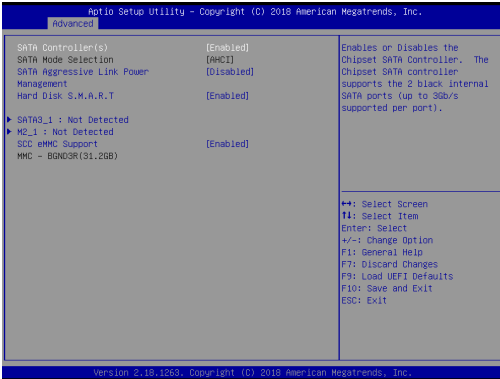 Aptio Setup Utility – Copyright (C) 2018 American Megatrends, Inc.
Advanced
SATA Controller(s) [Enabled]
SATA Mode Selection [AHCI]
SATA Aggressive Link Power [Disabled]
Management
Hard Disk S.M.A.R.T [Enabled]
SATA3_1 : Not Detected
M2_1 : Not Detected
SCC eMMC Support [Enabled]
MMC – BGND3R(31.2GB)
Enables or Disables the
Chipset SATA Controller. The
Chipset SATA controller
supports the 2 black internal
SATA ports (up to 3Gb/s
supported per port).
↔: Select Screen
↑↓: Select Item
Enter: Select
+/-: Change Option
F1: General Help
F7: Discard Changes
F9: Load UEFI Defaults
F10: Save and Exit
ESC: Exit
Version 2.18.1263. Copyright (C) 2018 American Megatrends, Inc.